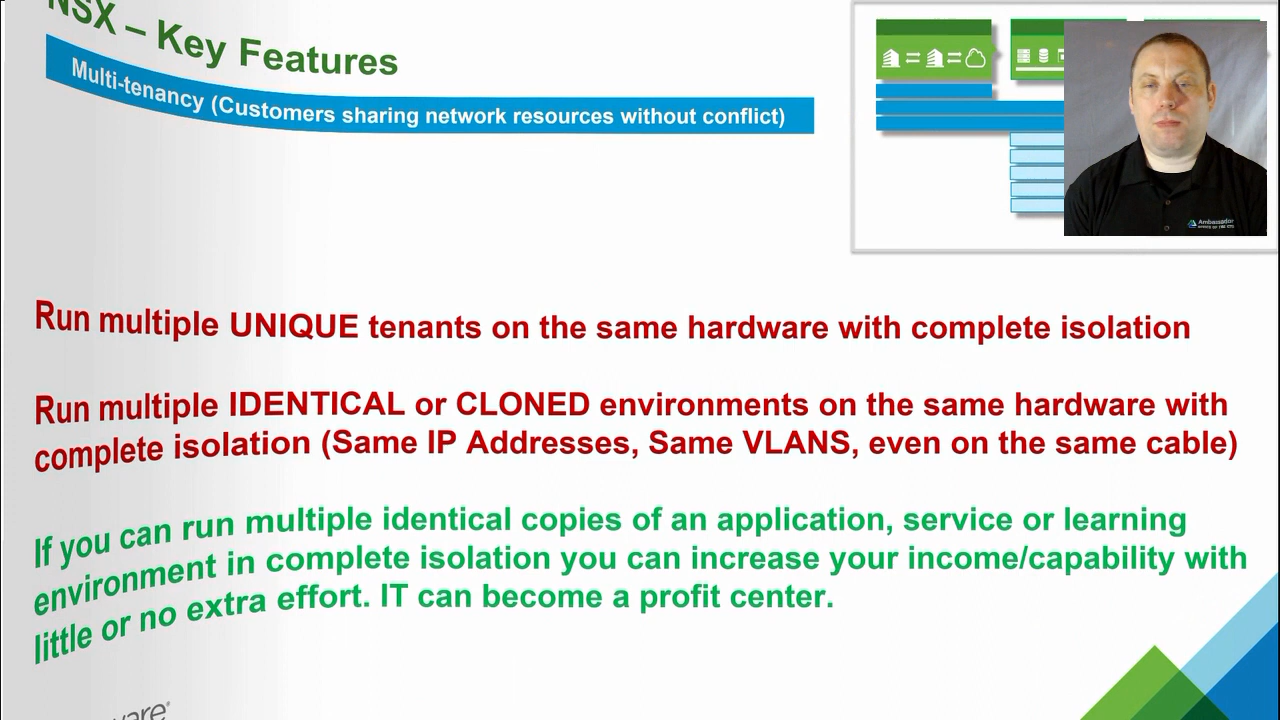 NSX – Key Features
Multi-tenancy (Customers sharing network resources without conflict)
Run multiple UNIQUE tenants on the same hardware with complete isolation
Run multiple IDENTICAL or CLONED environments on the same hardware with
complete isolation (Same IP Addresses, Same VLANS, even on the same cable)
If you can run multiple identical copies of an application, service or learning
environment in complete isolation you can increase your income/capability with
little or no extra effort. IT can become a profit center.
ware®
Ambassador